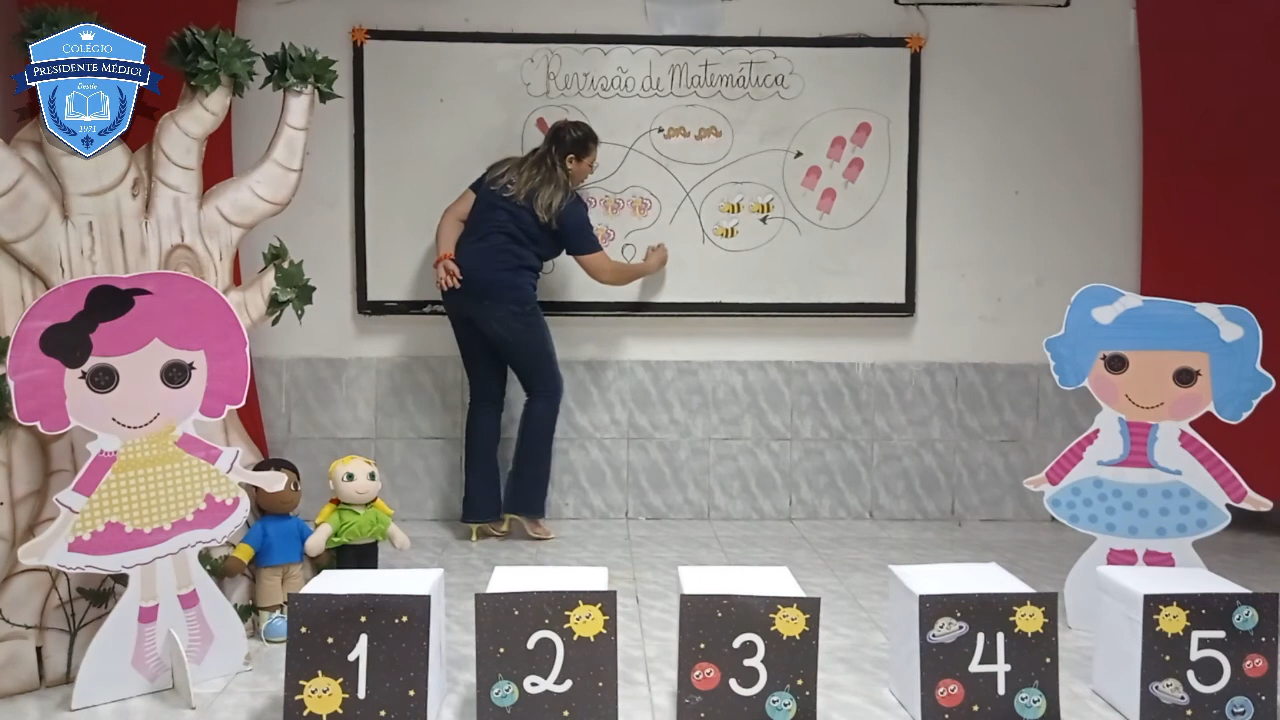 COLÉGIO
PRESIDENTE MÉDICI
Desde
1971
Revisão de Matemática
1
2
3
4
5